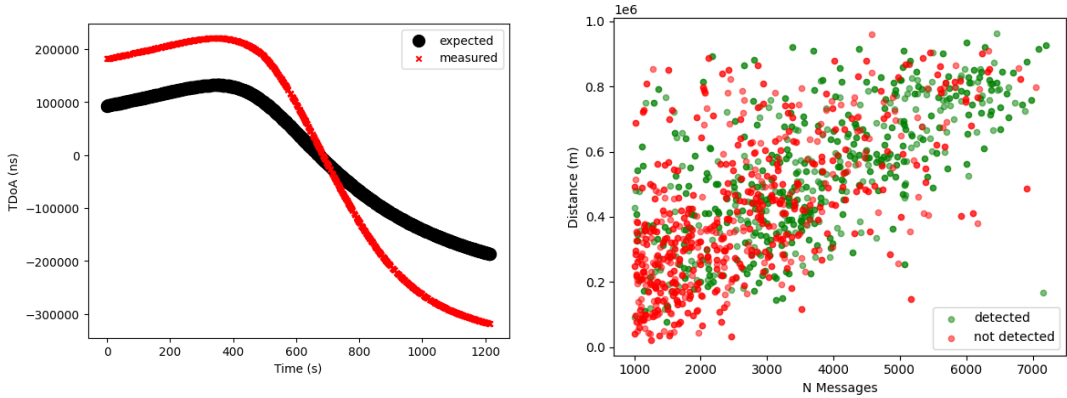 expected
measured
200000
100000
0
−100000
−200000
−300000
TDoA (ns)
0
200
400
600
800
1000
1200
Time (s)
1e6
1.0
0.8
0.6
0.4
0.2
0.0
Distance (m)
detected
not detected
1000
2000
3000
4000
5000
6000
7000
N Messages